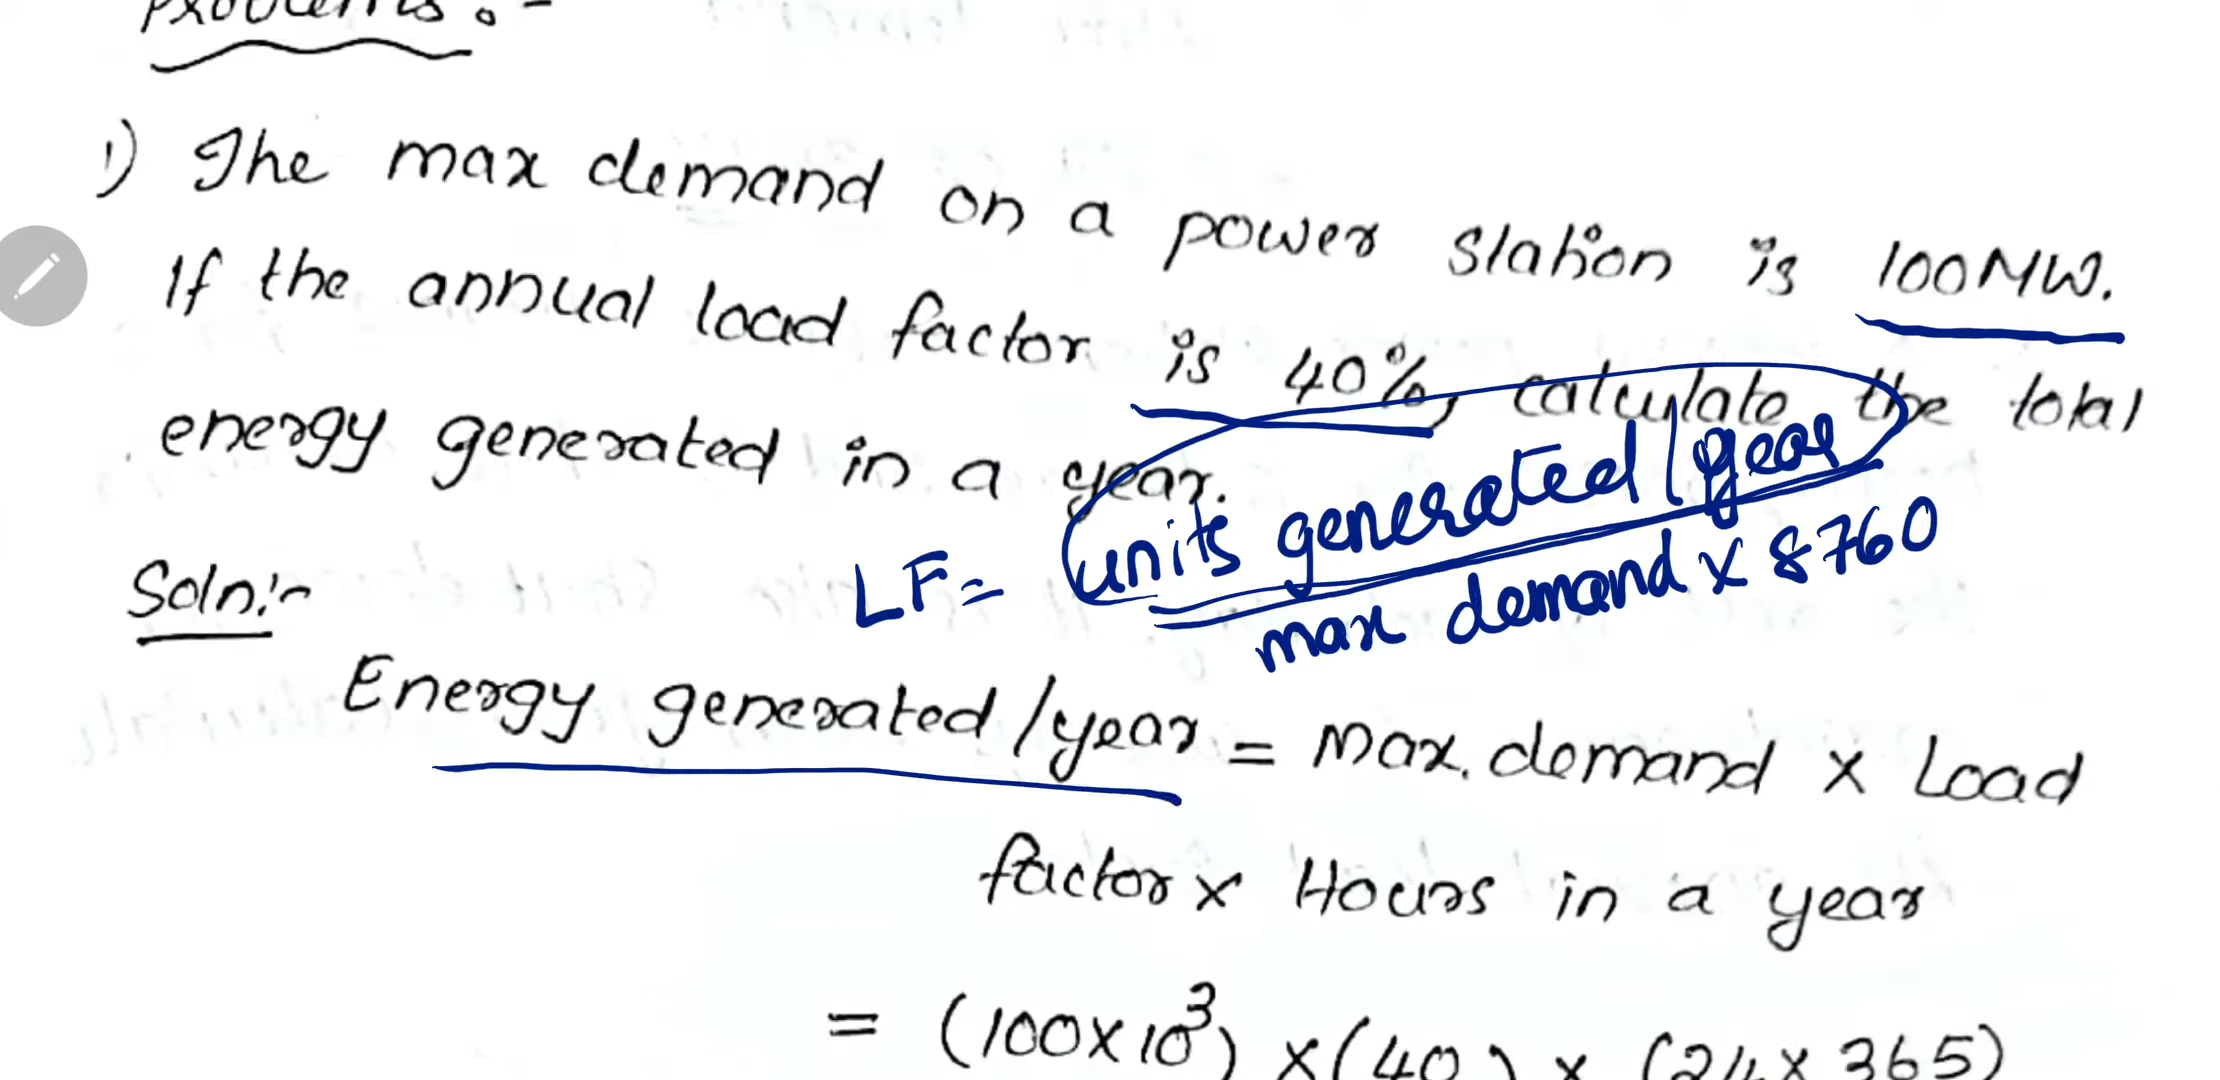 Problems :-
1) The max demand on a power station is 100MW.
If the annual load factor is 40%, calculate the total
energy generated in a year.
LF = units generated / year
max demand x 8760
Soln:-
Energy generated /year = Max. demand x Load
factor x Hours in a year
= (100x10³) x (40) x (24x365)